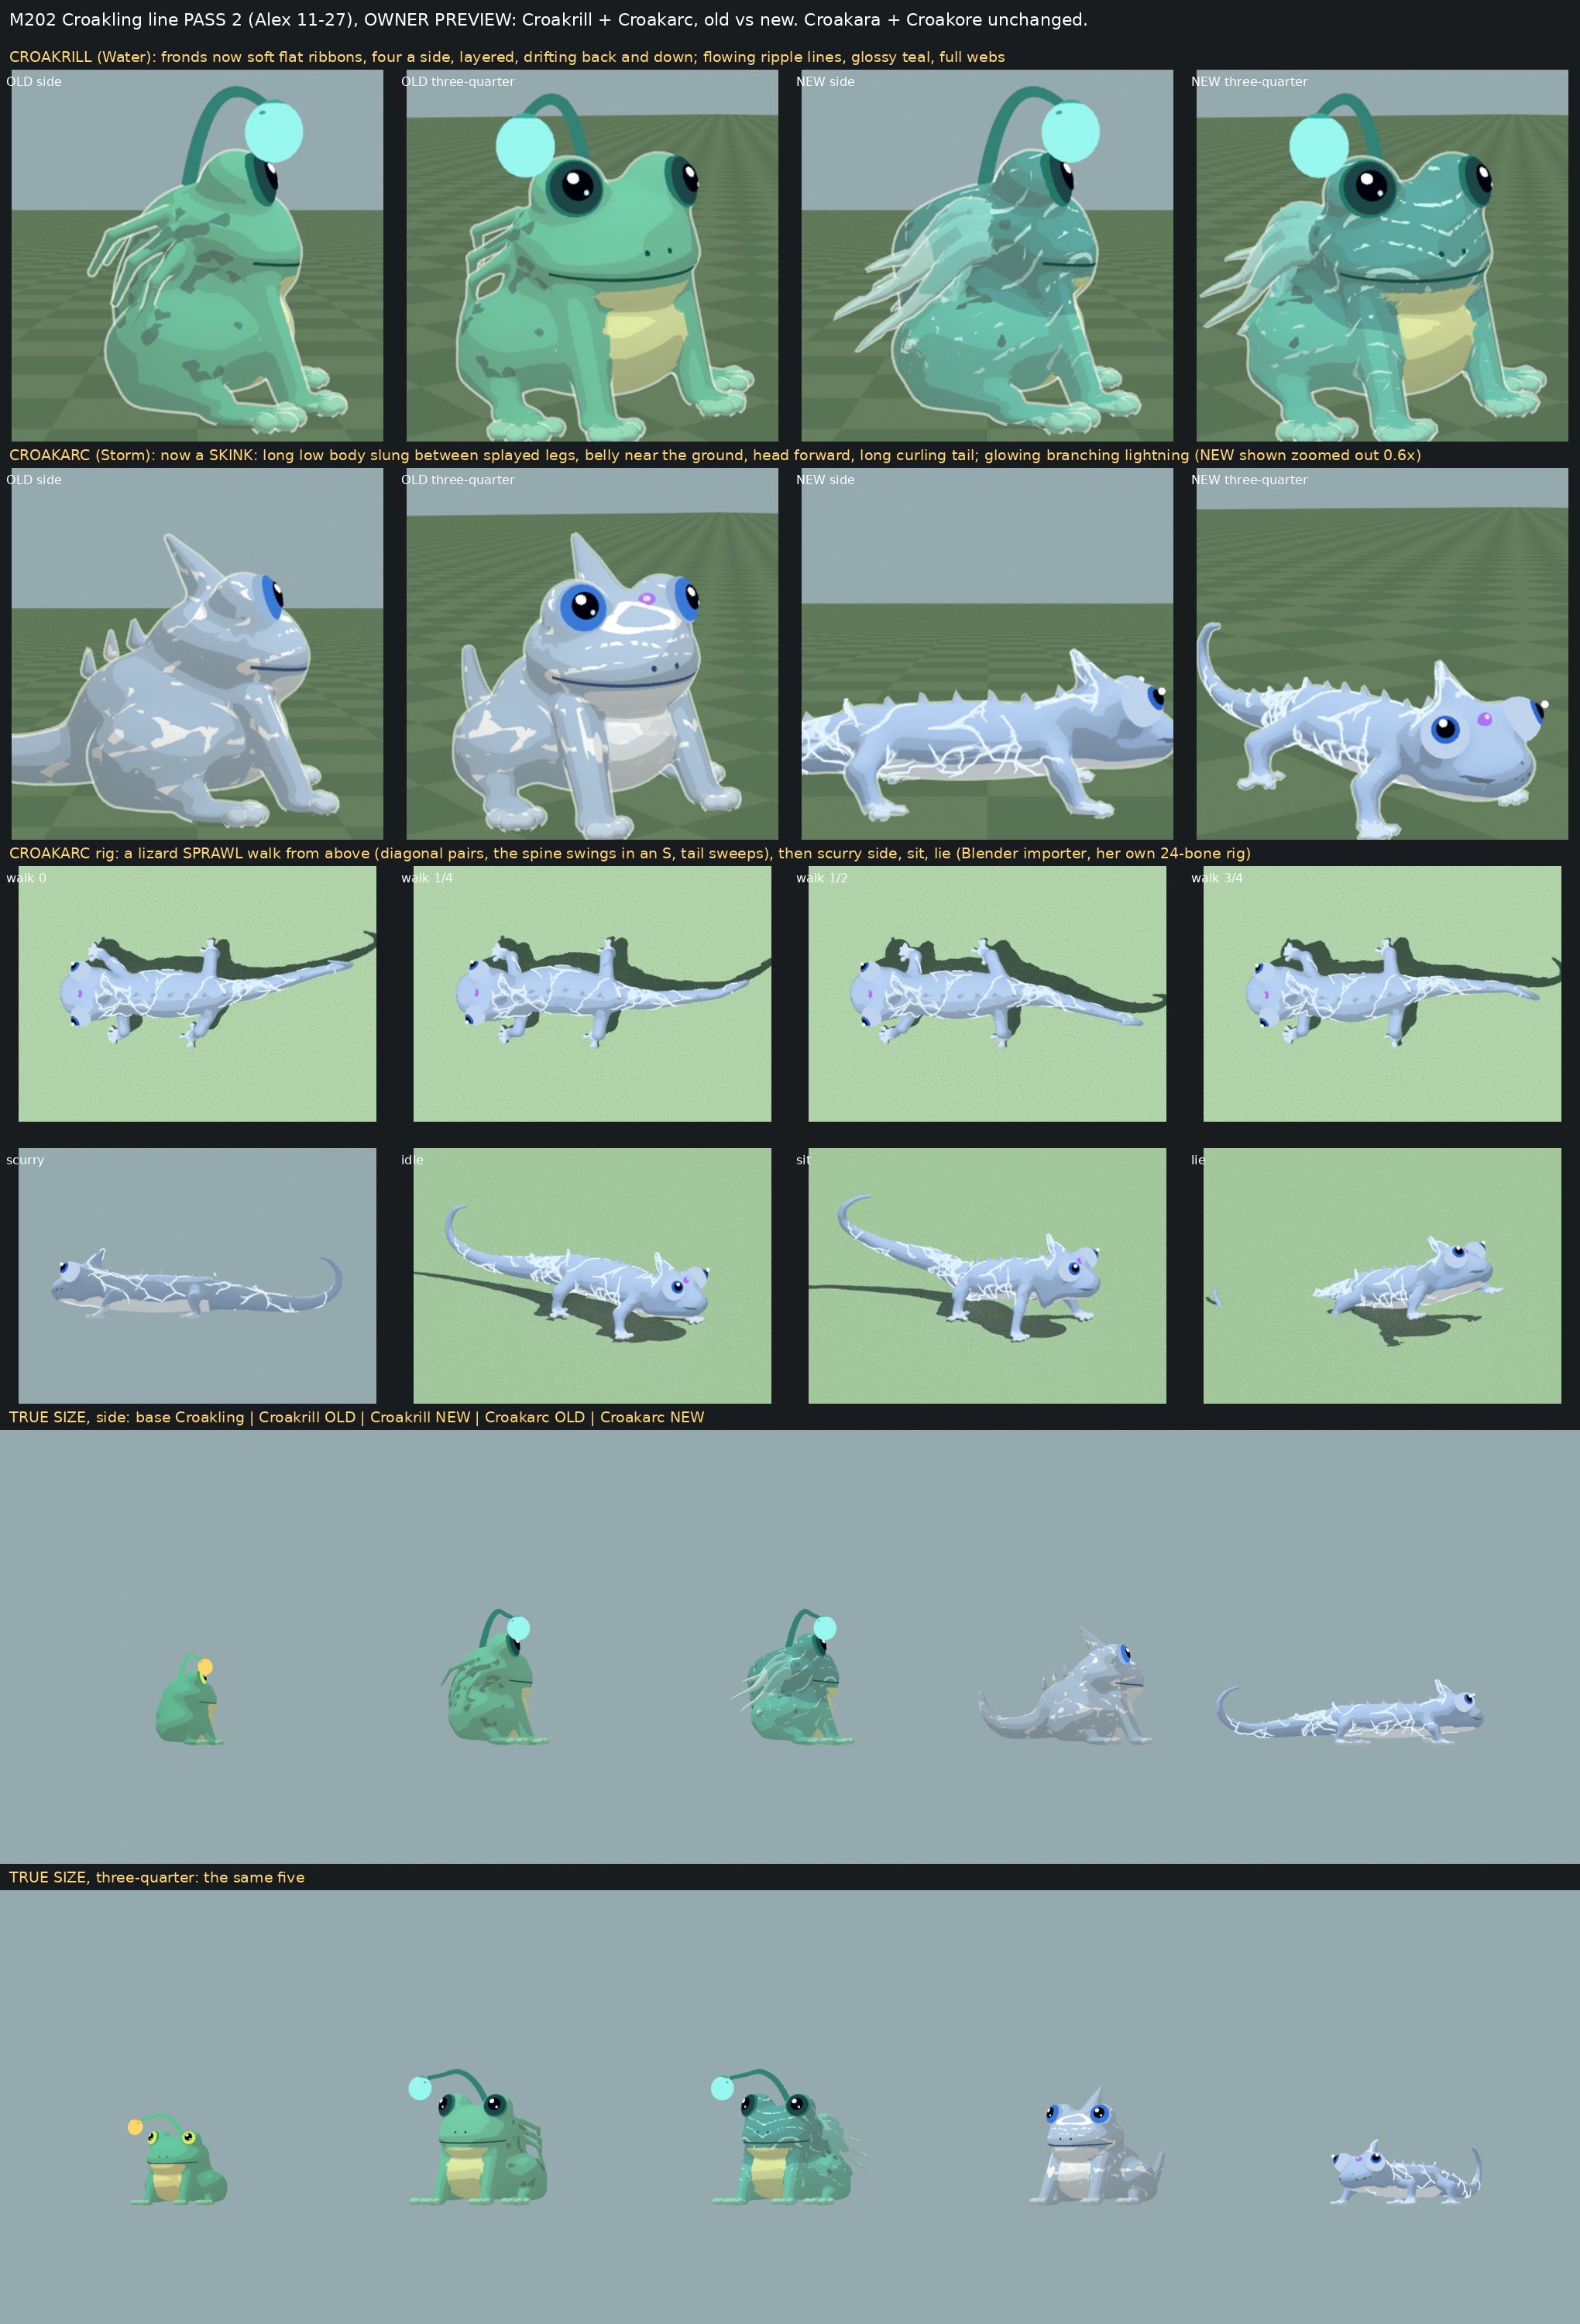 M202 Croakling line PASS 2 (Alex 11-27), OWNER PREVIEW: Croakrill + Croakarc, old vs new. Croakara + Croakore unchanged.
CROAKRILL (Water): fronds now soft flat ribbons, four a side, layered, drifting back and down; flowing ripple lines, glossy teal, full webs
OLD side
OLD three-quarter
NEW side
NEW three-quarter
CROAKARC (Storm): now a SKINK: long low body slung between splayed legs, belly near the ground, head forward, long curling tail; glowing branching lightning (NEW shown zoomed out 0.6x)
OLD side
OLD three-quarter
NEW side
NEW three-quarter
CROAKARC rig: a lizard SPRAWL walk from above (diagonal pairs, the spine swings in an S, tail sweeps), then scurry side, sit, lie (Blender importer, her own 24-bone rig)
walk 0
walk 1/4
walk 1/2
walk 3/4
scurry
idle
sit
lie
TRUE SIZE, side: base Croakling | Croakrill OLD | Croakrill NEW | Croakarc OLD | Croakarc NEW
TRUE SIZE, three-quarter: the same five